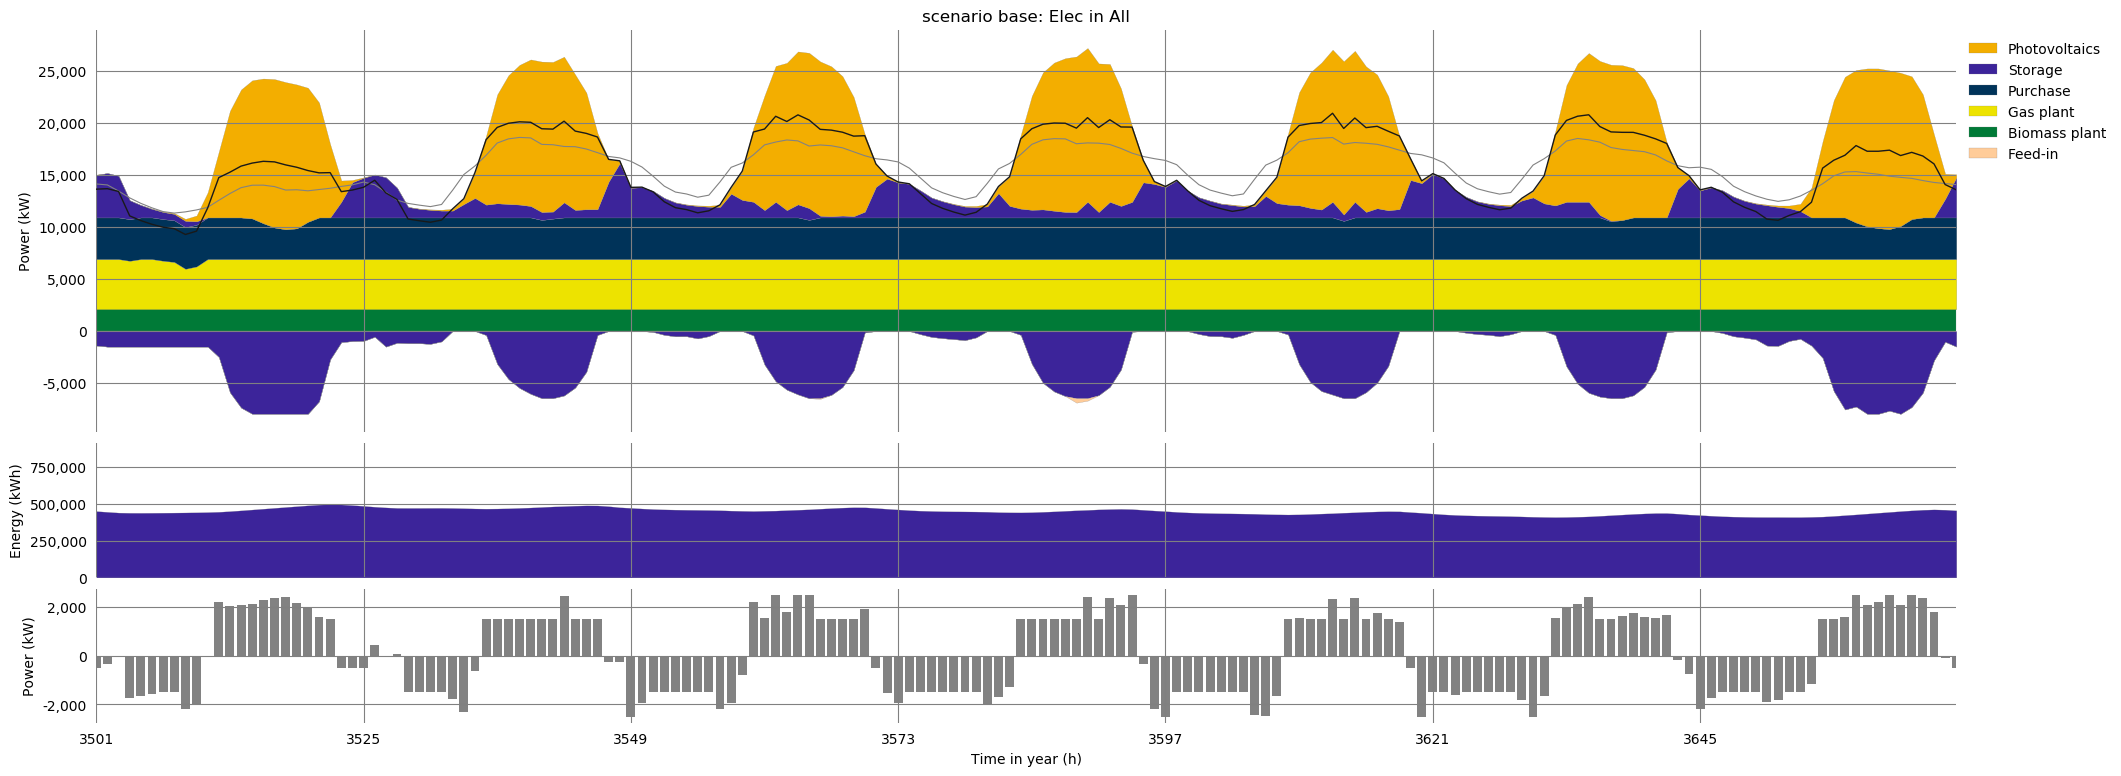 scenario base: Elec in All
Power (kW)
25,000
20,000
15,000
10,000
5,000
0
-5,000
Photovoltaics
Storage
Purchase
Gas plant
Biomass plant
Feed-in
Energy (kWh)
750,000
500,000
250,000
0
Power (kW)
2,000
0
-2,000
3501 3525 3549 3573 3597 3621 3645
Time in year (h)